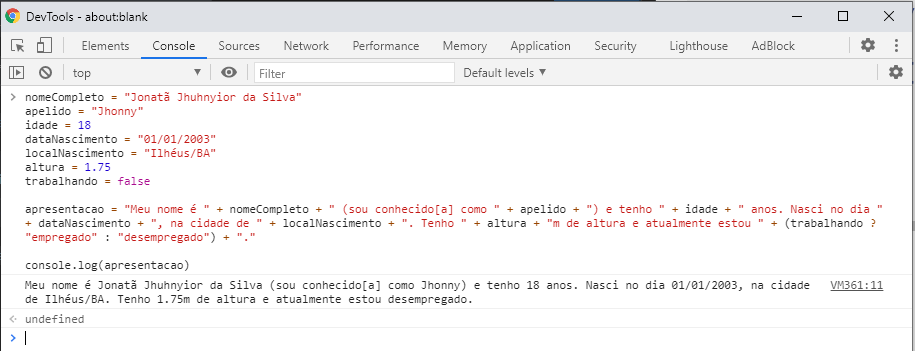 DevTools - about:blank
Elements Console Sources Network Performance Memory Application Security Lighthouse AdBlock
top Filter Default levels
nomeCompleto = "Jonatã Jhuhnyior da Silva"
apelido = "Jhonny"
idade = 18
dataNascimento = "01/01/2003"
localNascimento = "Ilhéus/BA"
altura = 1.75
trabalhando = false
apresentacao = "Meu nome é " + nomeCompleto + " (sou conhecido[a] como " + apelido + ") e tenho " + idade + " anos. Nasci no dia "
+ dataNascimento + ", na cidade de " + localNascimento + ". Tenho " + altura + "m de altura e atualmente estou " + (trabalhando ?
"empregado" : "desempregado") + "."
console.log(apresentacao)
Meu nome é Jonatã Jhuhnyior da Silva (sou conhecido[a] como Jhonny) e tenho 18 anos. Nasci no dia 01/01/2003, na cidade VM361:11
de Ilhéus/BA. Tenho 1.75m de altura e atualmente estou desempregado.
undefined